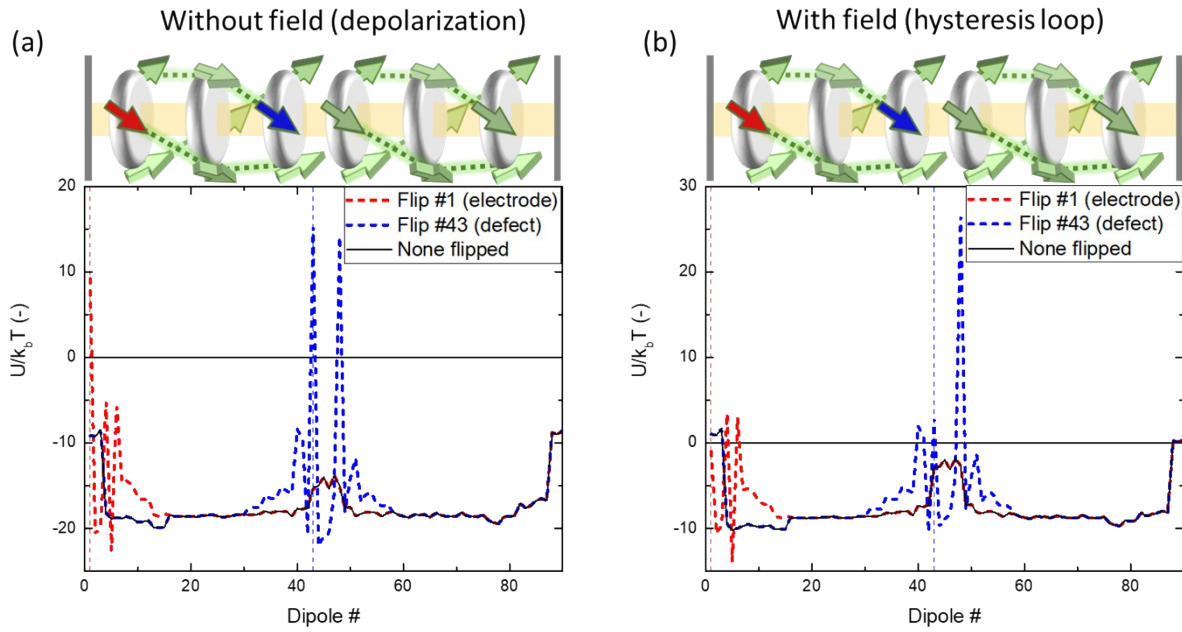 Without field (depolarization)
(a)
20
10
0
-10
-20
U/k_bT (-)
Flip #1 (electrode)
Flip #43 (defect)
None flipped
0
20
40
60
80
Dipole #
With field (hysteresis loop)
(b)
30
20
10
0
-10
U/k_bT (-)
Flip #1 (electrode)
Flip #43 (defect)
None flipped
0
20
40
60
80
Dipole #